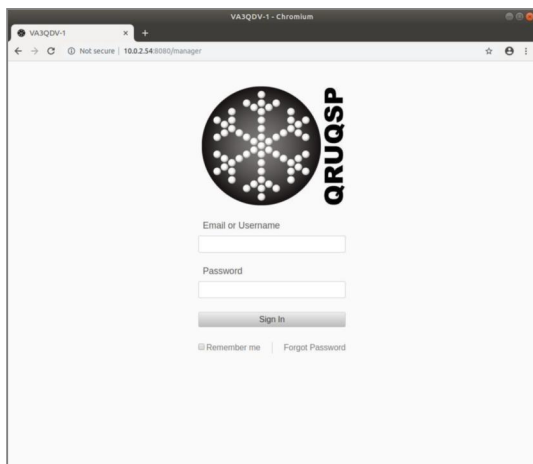 VA3QDV-1 - Chromium
VA3QDV-1
Not secure | 10.0.2.54:8080/manager
QRUQSP
Email or Username
Password
Sign In
Remember me
Forgot Password